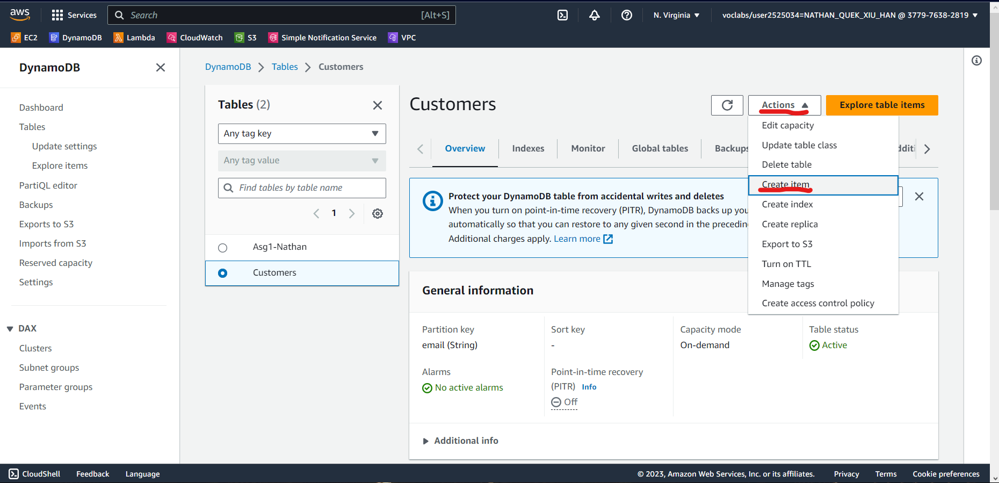 aws Services Search [Alt+S] N. Virginia voclabs/user2525034=NATHAN_QUEK_XIU_HAN @ 3779-7638-2819
EC2 DynamoDB Lambda CloudWatch S3 Simple Notification Service VPC
DynamoDB
Dashboard
Tables
Update settings
Explore items
PartiQL editor
Backups
Exports to S3
Imports from S3
Reserved capacity
Settings
DAX
Clusters
Subnet groups
Parameter groups
Events
DynamoDB Tables Customers
Tables (2)
Any tag key
Any tag value
Find tables by table name
1
Asg1-Nathan
Customers
Customers
Actions
Explore table items
Edit capacity
Update table class
Delete table
Create item
Create index
Create replica
Export to S3
Turn on TTL
Manage tags
Create access control policy
Overview Indexes Monitor Global tables Backups
Protect your DynamoDB table from accidental writes and deletes
When you turn on point-in-time recovery (PITR), DynamoDB backs up you
automatically so that you can restore to any given second in the precedin
Additional charges apply. Learn more
General information
Partition key
email (String)
Sort key
-
Capacity mode
On-demand
Table status
Active
Alarms
No active alarms
Point-in-time recovery
(PITR) Info
Off
Additional info
CloudShell Feedback Language © 2023, Amazon Web Services, Inc. or its affiliates. Privacy Terms Cookie preferences